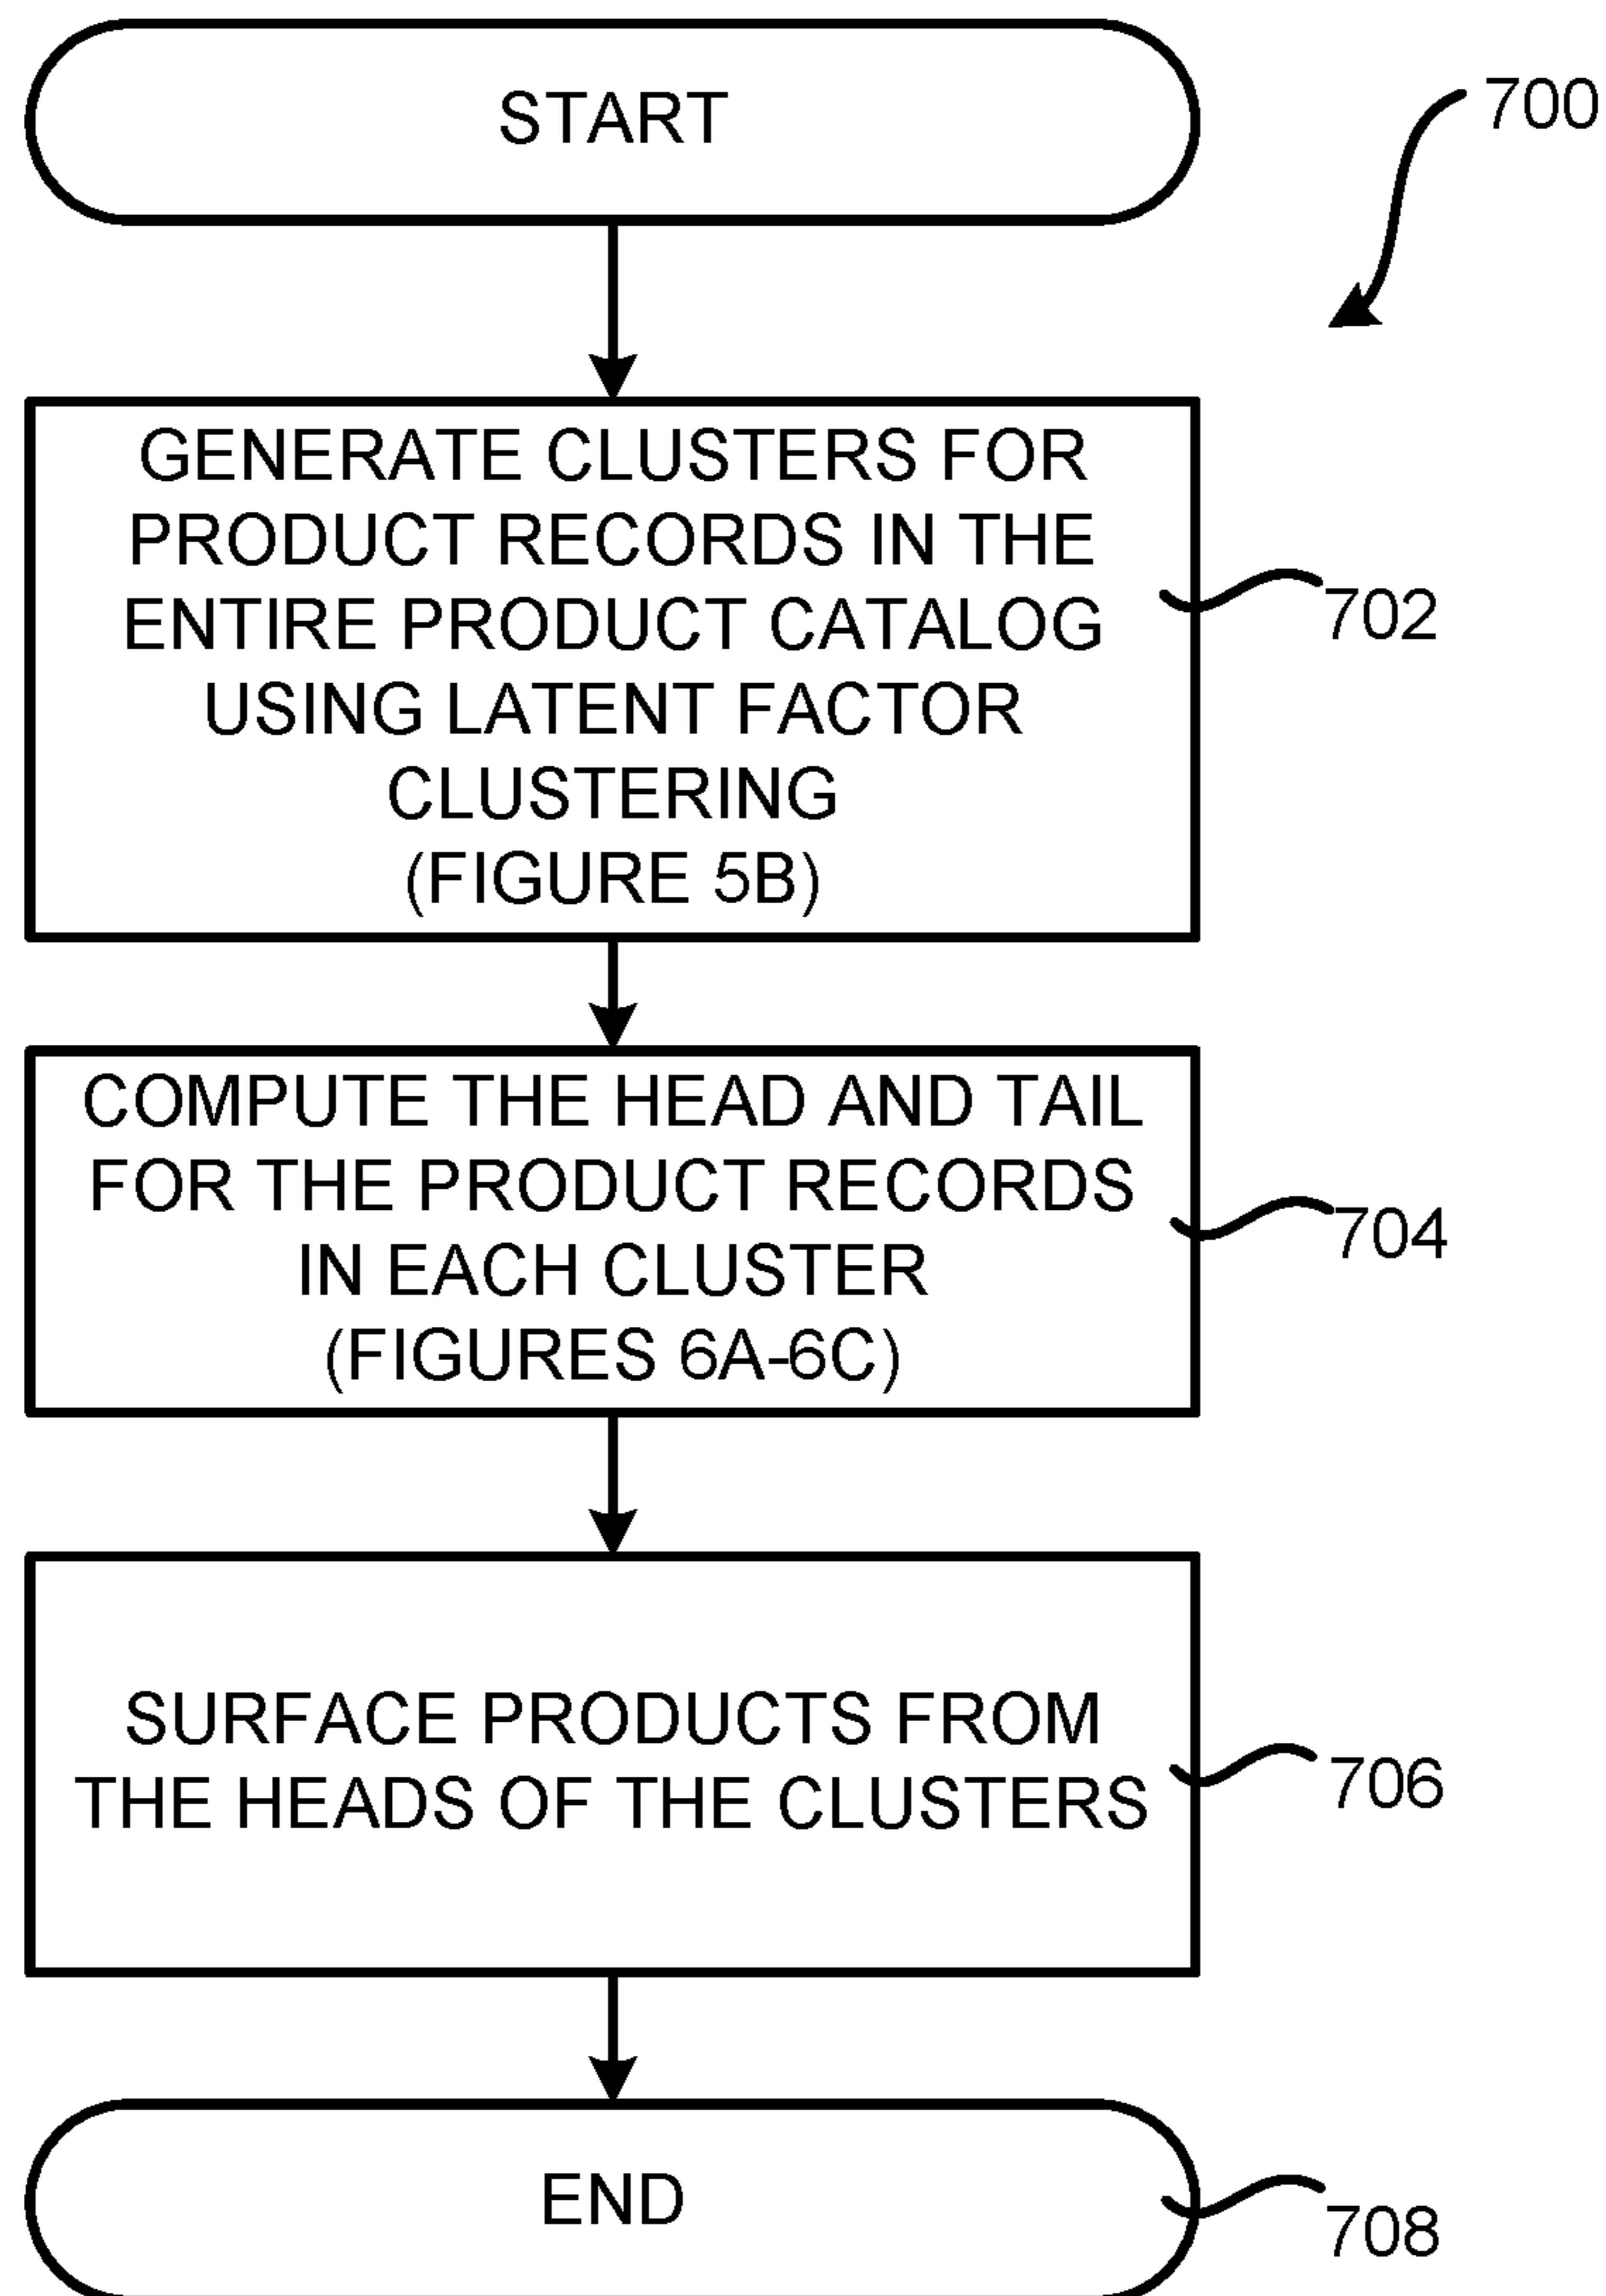 START
700
GENERATE CLUSTERS FOR
PRODUCT RECORDS IN THE
ENTIRE PRODUCT CATALOG
USING LATENT FACTOR
CLUSTERING
(FIGURE 5B)
702
COMPUTE THE HEAD AND TAIL
FOR THE PRODUCT RECORDS
IN EACH CLUSTER
(FIGURES 6A-6C)
704
SURFACE PRODUCTS FROM
THE HEADS OF THE CLUSTERS
706
END
708